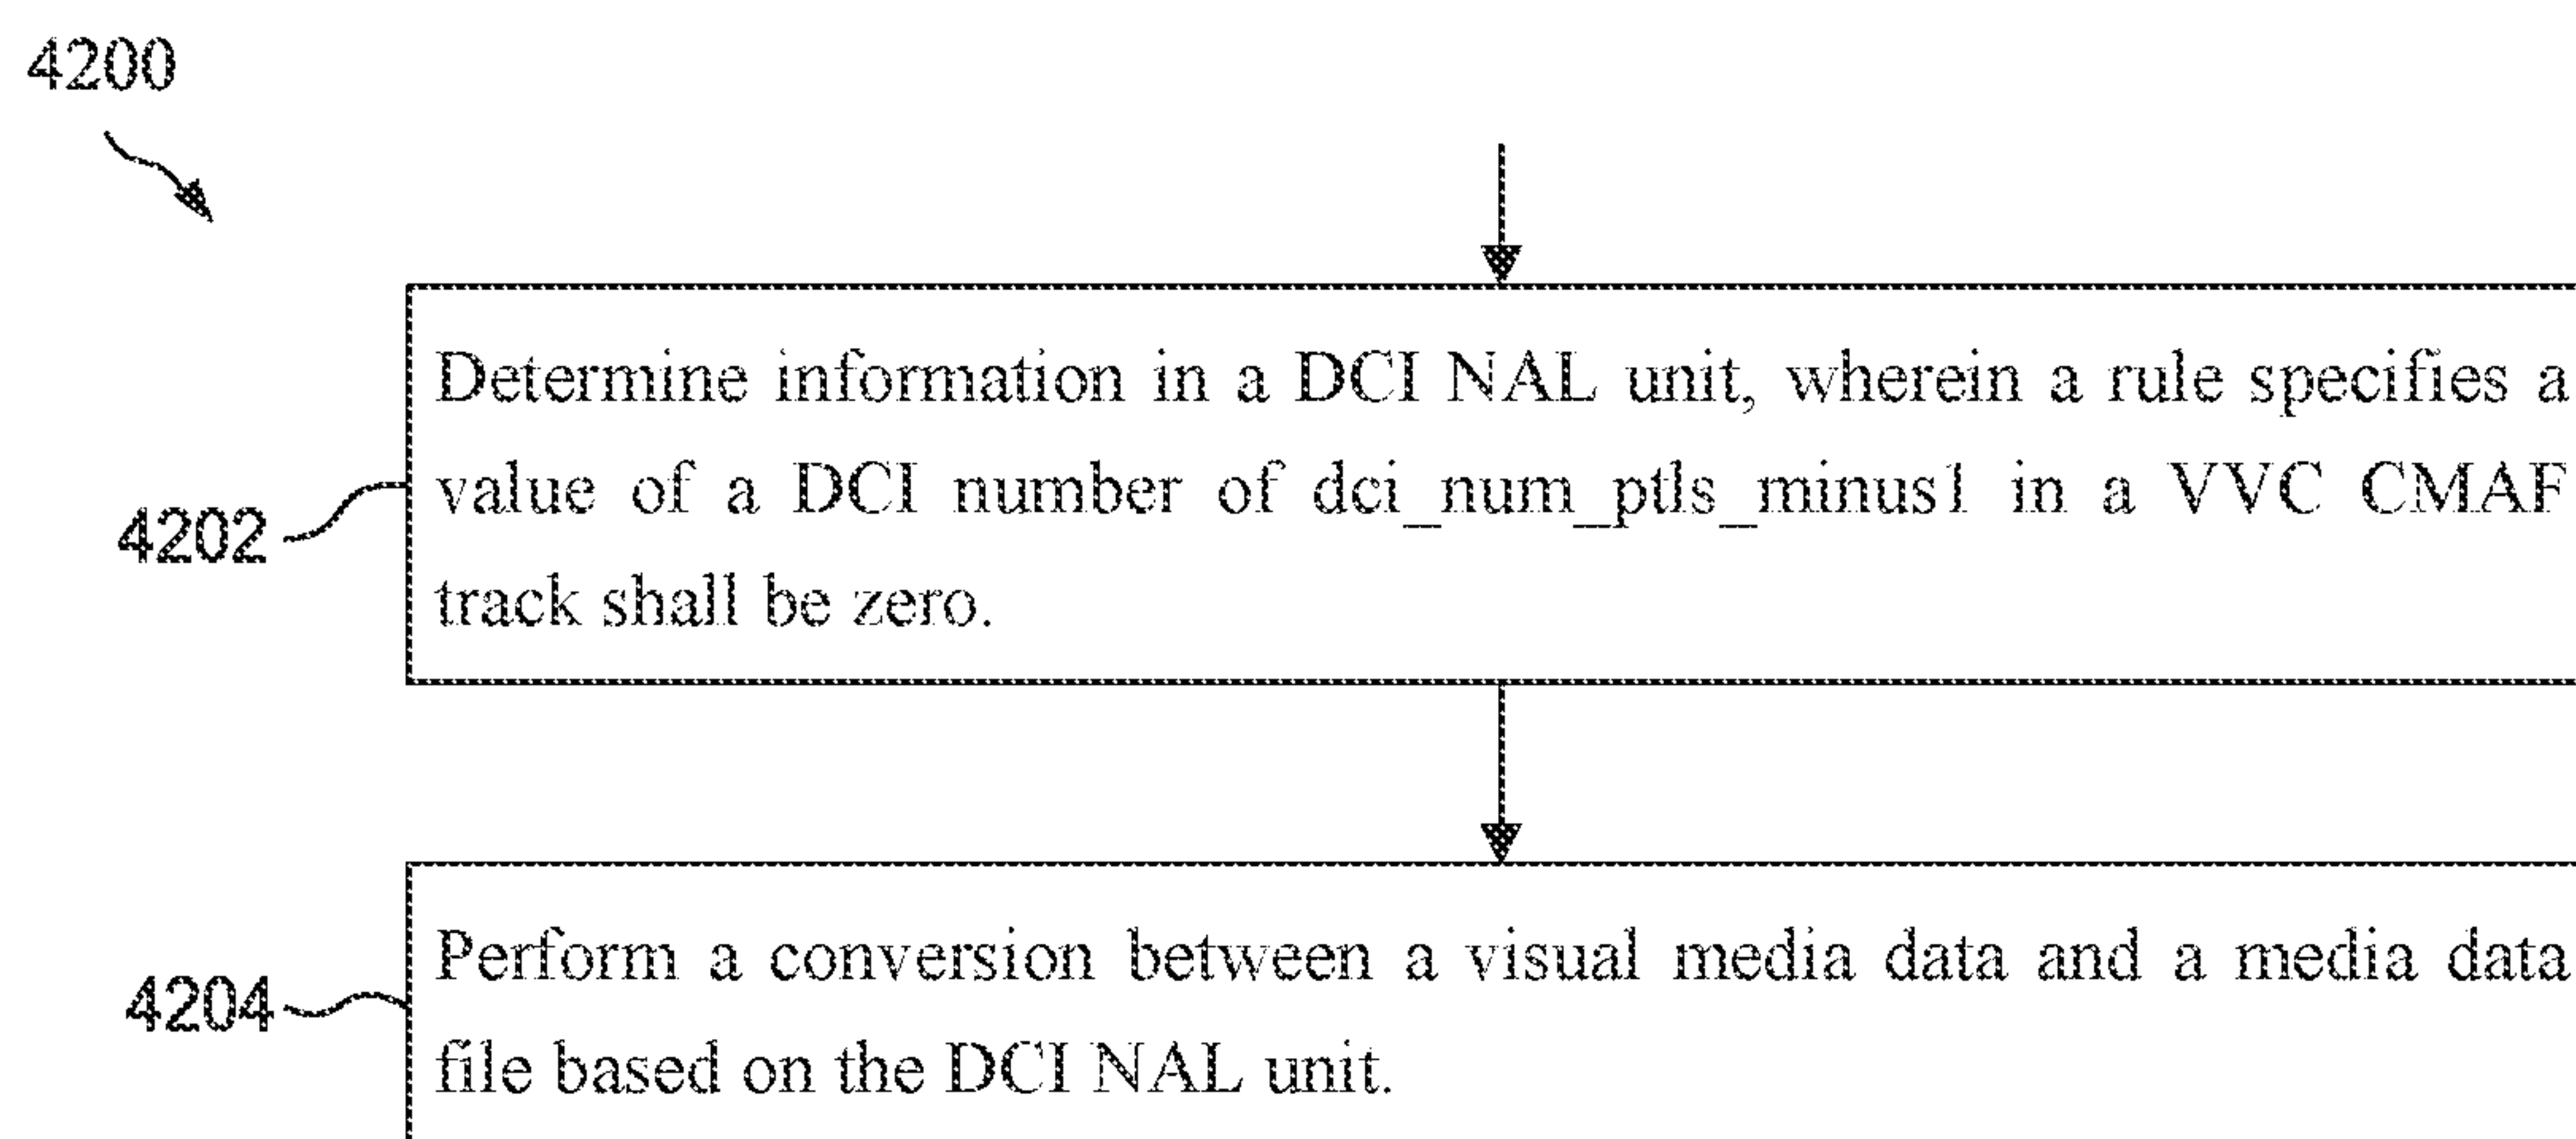 4200
Determine information in a DCI NAL unit, wherein a rule specifies a
value of a DCI number of dci_num_ptls_minus1 in a VVC CMAF
4202
track shall be zero.
Perform a conversion between a visual media data and a media data
4204
file based on the DCI NAL unit.